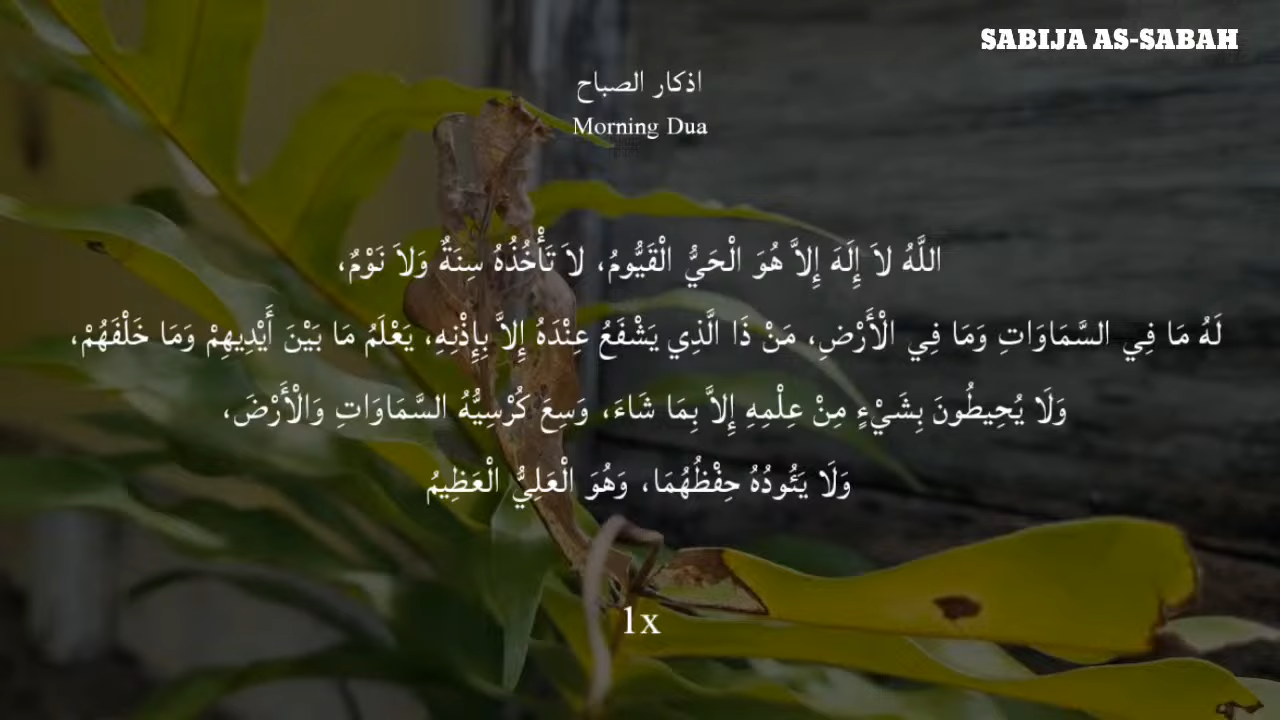 SABIJA AS-SABAH
اذكار الصباح
Morning Dua
اللَّهُ لاَ إِلَهَ إِلاَّ هُوَ الْحَيُّ الْقَيُّومُ، لاَ تَأْخُذُهُ سِنَةٌ وَلاَ نَوْمٌ،
لَهُ مَا فِي السَّمَاوَاتِ وَمَا فِي الْأَرْضِ، مَنْ ذَا الَّذِي يَشْفَعُ عِنْدَهُ إِلاَّ بِإِذْنِهِ، يَعْلَمُ مَا بَيْنَ أَيْدِيهِمْ وَمَا خَلْفَهُمْ،
وَلَا يُحِيطُونَ بِشَيْءٍ مِنْ عِلْمِهِ إِلاَّ بِمَا شَاءَ، وَسِعَ كُرْسِيُّهُ السَّمَاوَاتِ وَالْأَرْضَ،
وَلَا يَئُودُهُ حِفْظُهُمَا، وَهُوَ الْعَلِيُّ الْعَظِيمُ
1x